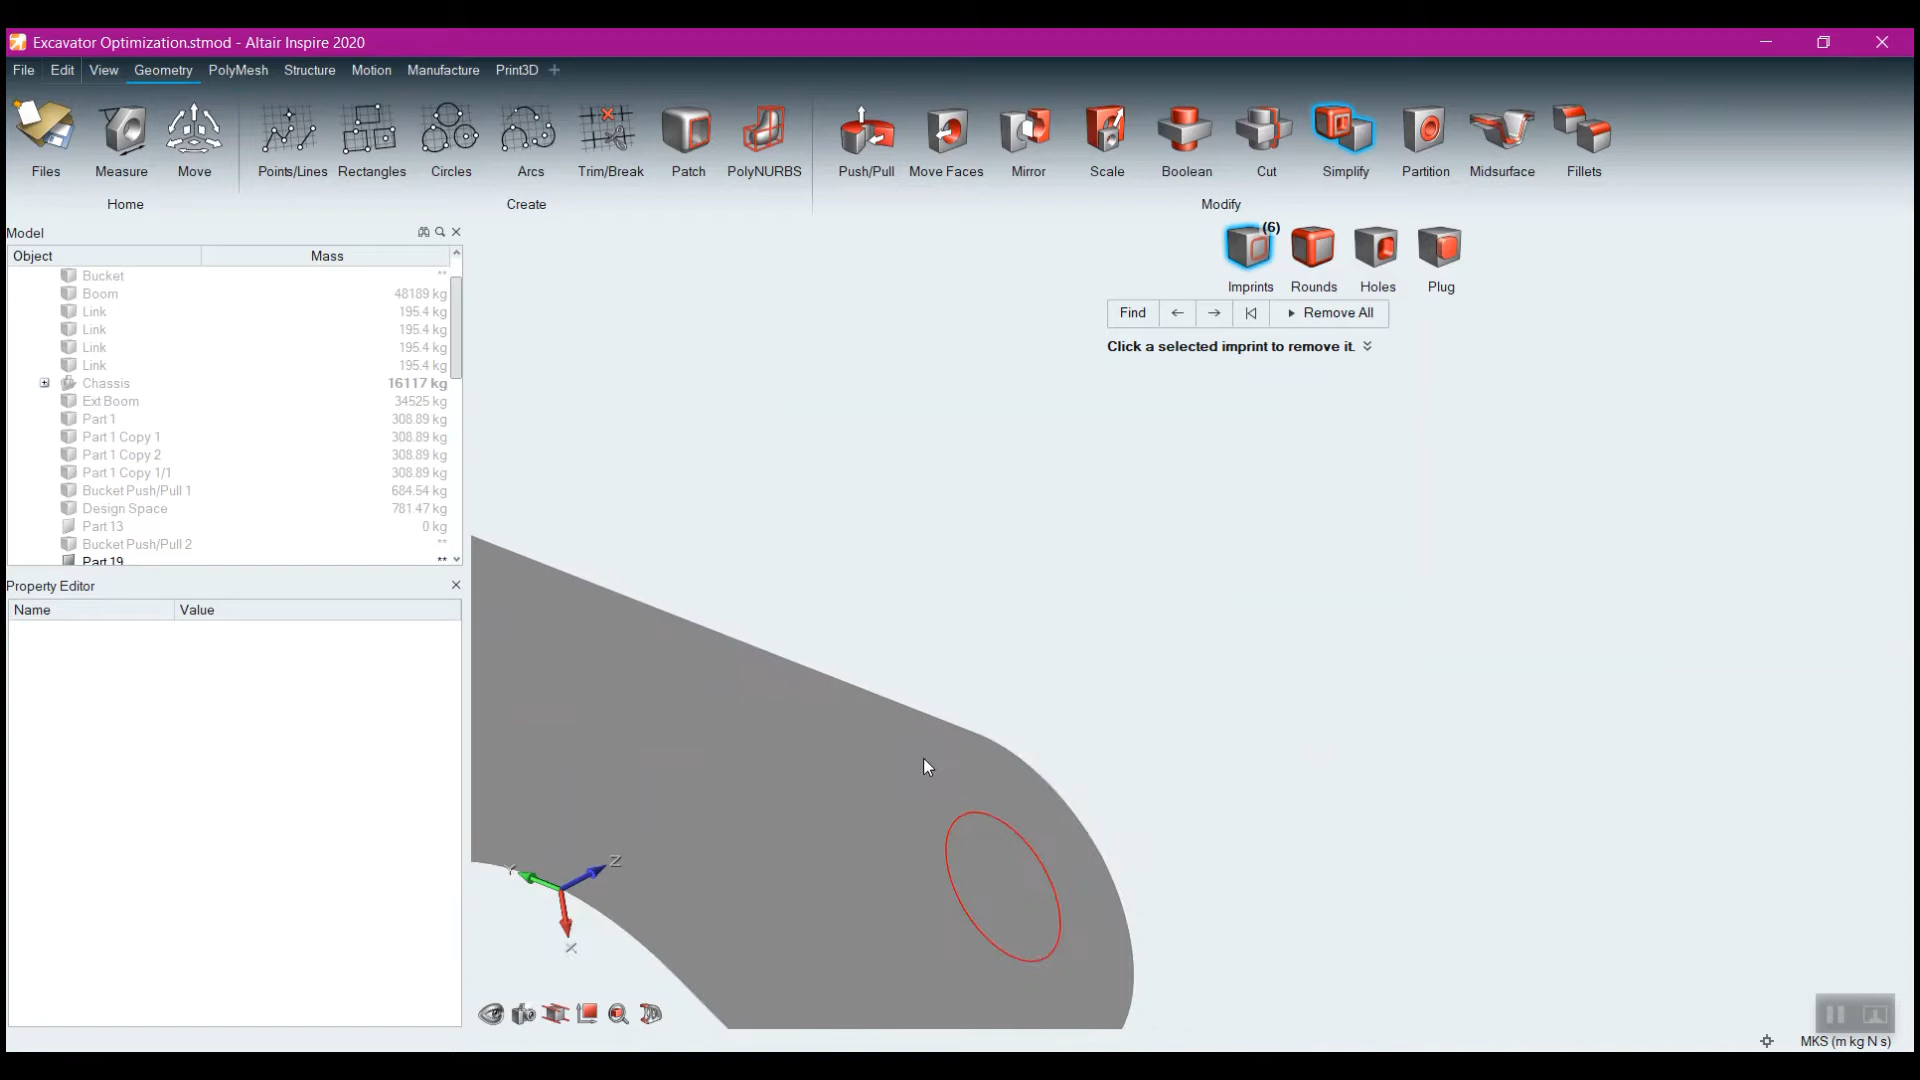 Excavator Optimization.stmod - Altair Inspire 2020
File Edit View Geometry PolyMesh Structure Motion Manufacture Print3D
Files Measure Move Points/Lines Rectangles Circles Arcs Trim/Break Patch PolyNURBS Push/Pull Move Faces Mirror Scale Boolean Cut Simplify Partition Midsurface Fillets
Home Create Modify
(6)
Imprints Rounds Holes Plug
Find Remove All
Click a selected imprint to remove it.
Model
Object Mass
Bucket **
Boom 48189 kg
Link 195.4 kg
Link 195.4 kg
Link 195.4 kg
Link 195.4 kg
Chassis 16117 kg
Ext Boom 34525 kg
Part 1 308.89 kg
Part 1 Copy 1 308.89 kg
Part 1 Copy 2 308.89 kg
Part 1 Copy 1/1 308.89 kg
Bucket Push/Pull 1 684.54 kg
Design Space 781.47 kg
Part 13 0 kg
Bucket Push/Pull 2 **
Part 19 **
Property Editor
Name Value
Y Z
X
MKS (m kg N s)